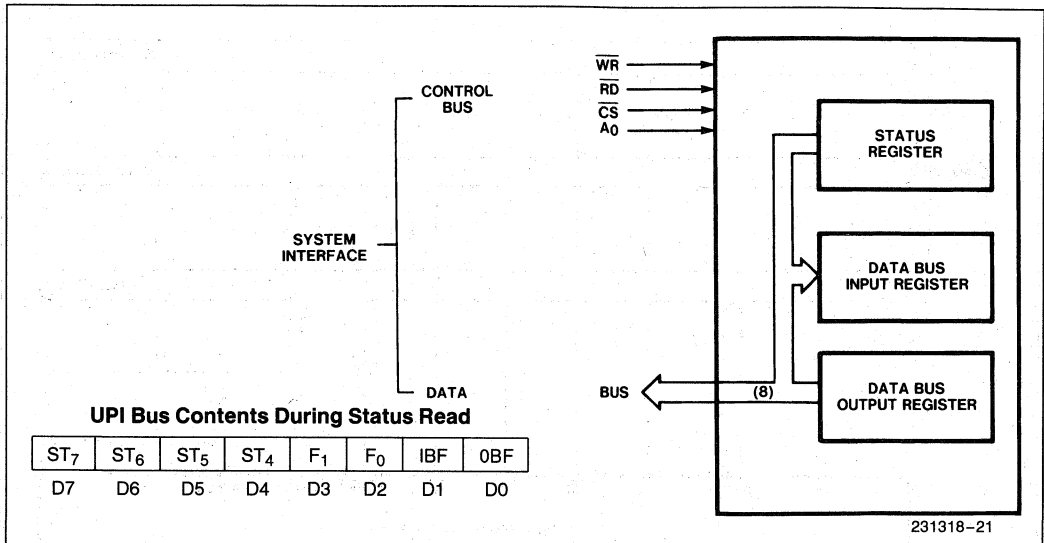 CONTROL
BUS
SYSTEM
INTERFACE
DATA
WR
RD
CS
A0
STATUS
REGISTER
DATA BUS
INPUT REGISTER
DATA BUS
OUTPUT REGISTER
BUS
(8)
UPI Bus Contents During Status Read
ST7 ST6 ST5 ST4 F1 F0 IBF 0BF
D7 D6 D5 D4 D3 D2 D1 D0
231318-21